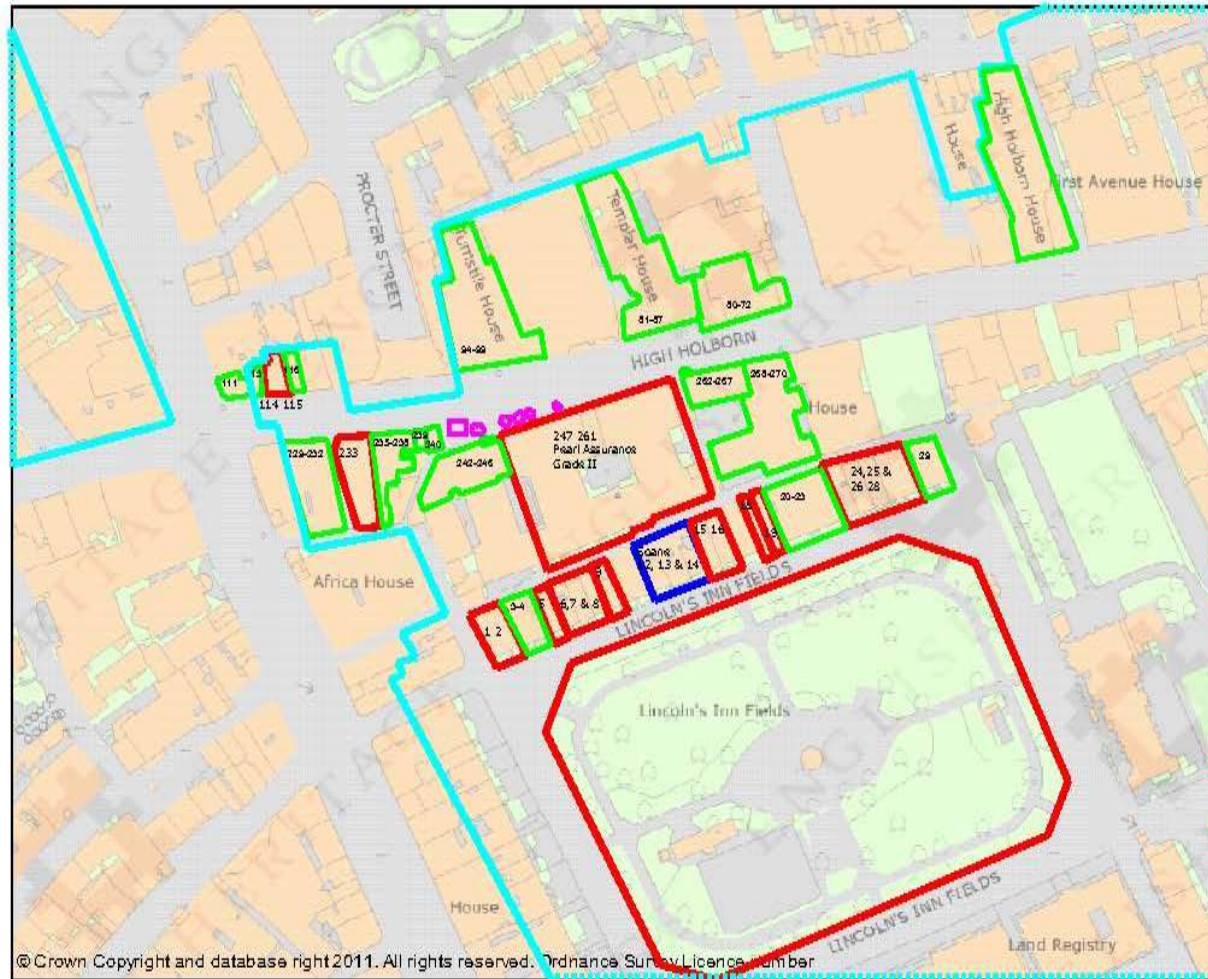 High Holborn House
House
First Avenue House
PROCTER STREET
Turnstile House
Templar House
94-99
81-87
80-72
HIGH HOLBORN
111
114 115
229-232
233
235-238
239
240
242-246
247 261
Pearl Assurance
Grade II
262-267
268-270
House
24,25 &
26 28
29
20-23
15 16
Soane
2, 13 & 14
9
6,7 & 8
5
3-4
1 2
Africa House
LINCOLN'S INN FIELDS
Lincoln's Inn Fields
LINCOLN'S INN FIELDS
House
Land Registry
© Crown Copyright and database right 2011. All rights reserved. Ordnance Survey Licence number